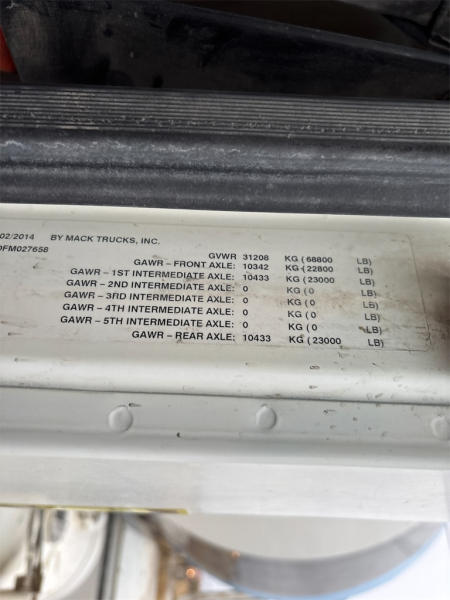 02/2014 BY MACK TRUCKS, INC.
DFM027658
GVWR 31208 KG ( 68800 LB)
GAWR – FRONT AXLE: 10342 KG ( 22800 LB)
GAWR – 1ST INTERMEDIATE AXLE: 10433 KG ( 23000 LB)
GAWR – 2ND INTERMEDIATE AXLE: 0 KG ( 0 LB)
GAWR – 3RD INTERMEDIATE AXLE: 0 KG ( 0 LB)
GAWR – 4TH INTERMEDIATE AXLE: 0 KG ( 0 LB)
GAWR – 5TH INTERMEDIATE AXLE: 0 KG ( 0 LB)
GAWR – REAR AXLE: 10433 KG ( 23000 LB)